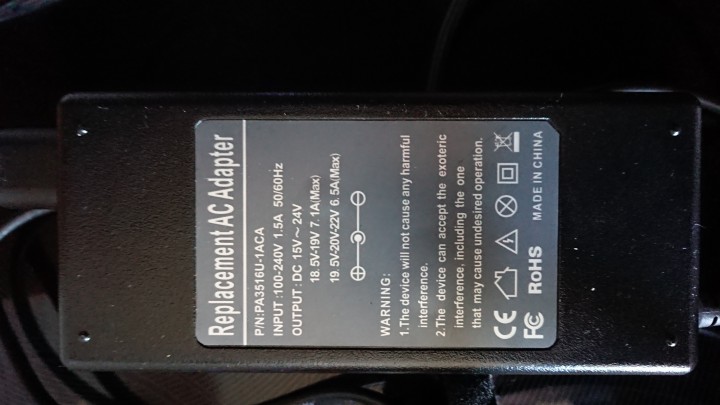 Replacement AC Adapter
P/N:PA3516U-1ACA
INPUT :100-240V 1.5A 50/60Hz
OUTPUT : DC 15V～24V
18.5V-19V 7.1A(Max)
19.5V-20V-22V 6.5A(Max)
WARNING:
1.The device will not cause any harmful
interference.
2.The device can accept the exoteric
interference, including the one
that may cause undesired operation.
CE
FC RoHS MADE IN CHINA